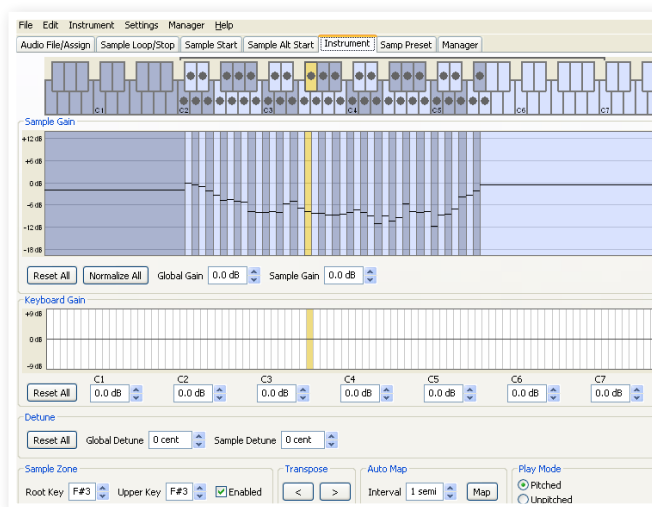 File Edit Instrument Settings Manager Help
Audio File/Assign Sample Loop/Stop Sample Start Sample Alt Start Instrument Samp Preset Manager
C1 C2 C3 C4 C5 C6 C7
Sample Gain
+12 dB
+6 dB
0 dB
-6 dB
-12 dB
-18 dB
Reset All Normalize All Global Gain 0.0 dB Sample Gain 0.0 dB
Keyboard Gain
+9 dB
0 dB
-9 dB
C1 C2 C3 C4 C5 C6 C7
Reset All 0.0 dB 0.0 dB 0.0 dB 0.0 dB 0.0 dB 0.0 dB 0.0 dB
Detune
Reset All Global Detune 0 cent Sample Detune 0 cent
Sample Zone Transpose Auto Map Play Mode
Root Key F#3 Upper Key F#3 Enabled < > Interval 1 semi Map Pitched
Unpitched